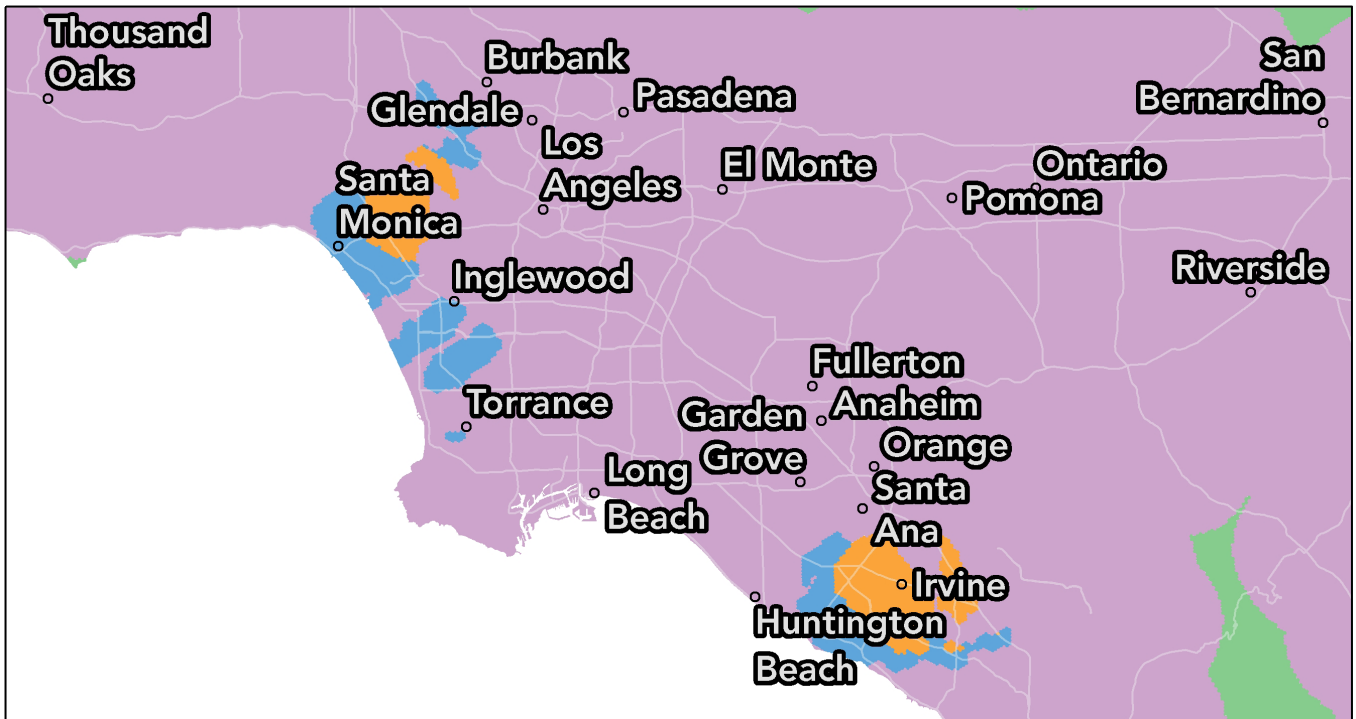 Thousand
Oaks
Burbank
San
Bernardino
Glendale
Pasadena
Los
Angeles
El Monte
Ontario
Pomona
Santa
Monica
Inglewood
Riverside
Fullerton
Torrance
Garden
Grove
Anaheim
Orange
Long
Beach
Santa
Ana
Irvine
Huntington
Beach